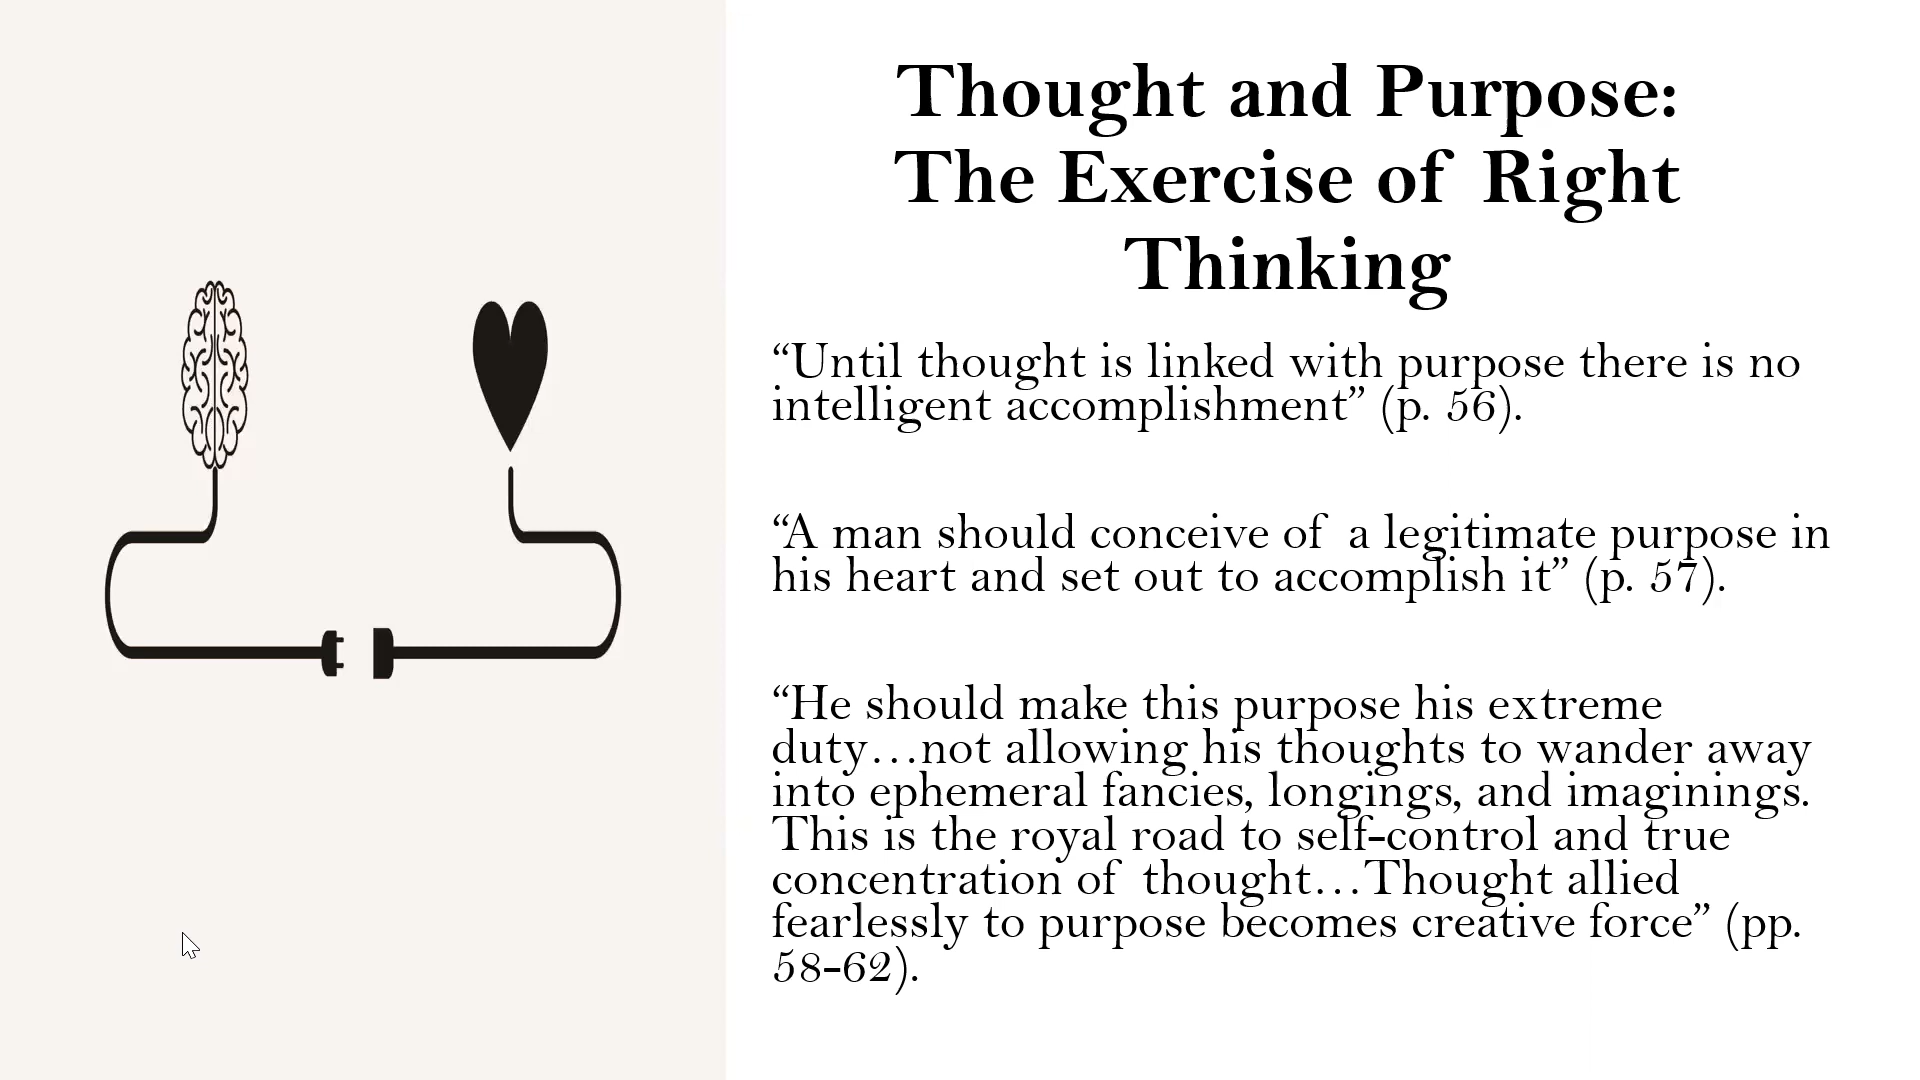 Thought and Purpose:
The Exercise of Right
Thinking
“Until thought is linked with purpose there is no
intelligent accomplishment” (p. 56).
“A man should conceive of a legitimate purpose in
his heart and set out to accomplish it” (p. 57).
“He should make this purpose his extreme
duty…not allowing his thoughts to wander away
into ephemeral fancies, longings, and imaginings.
This is the royal road to self-control and true
concentration of thought…Thought allied
fearlessly to purpose becomes creative force” (pp.
58-62).